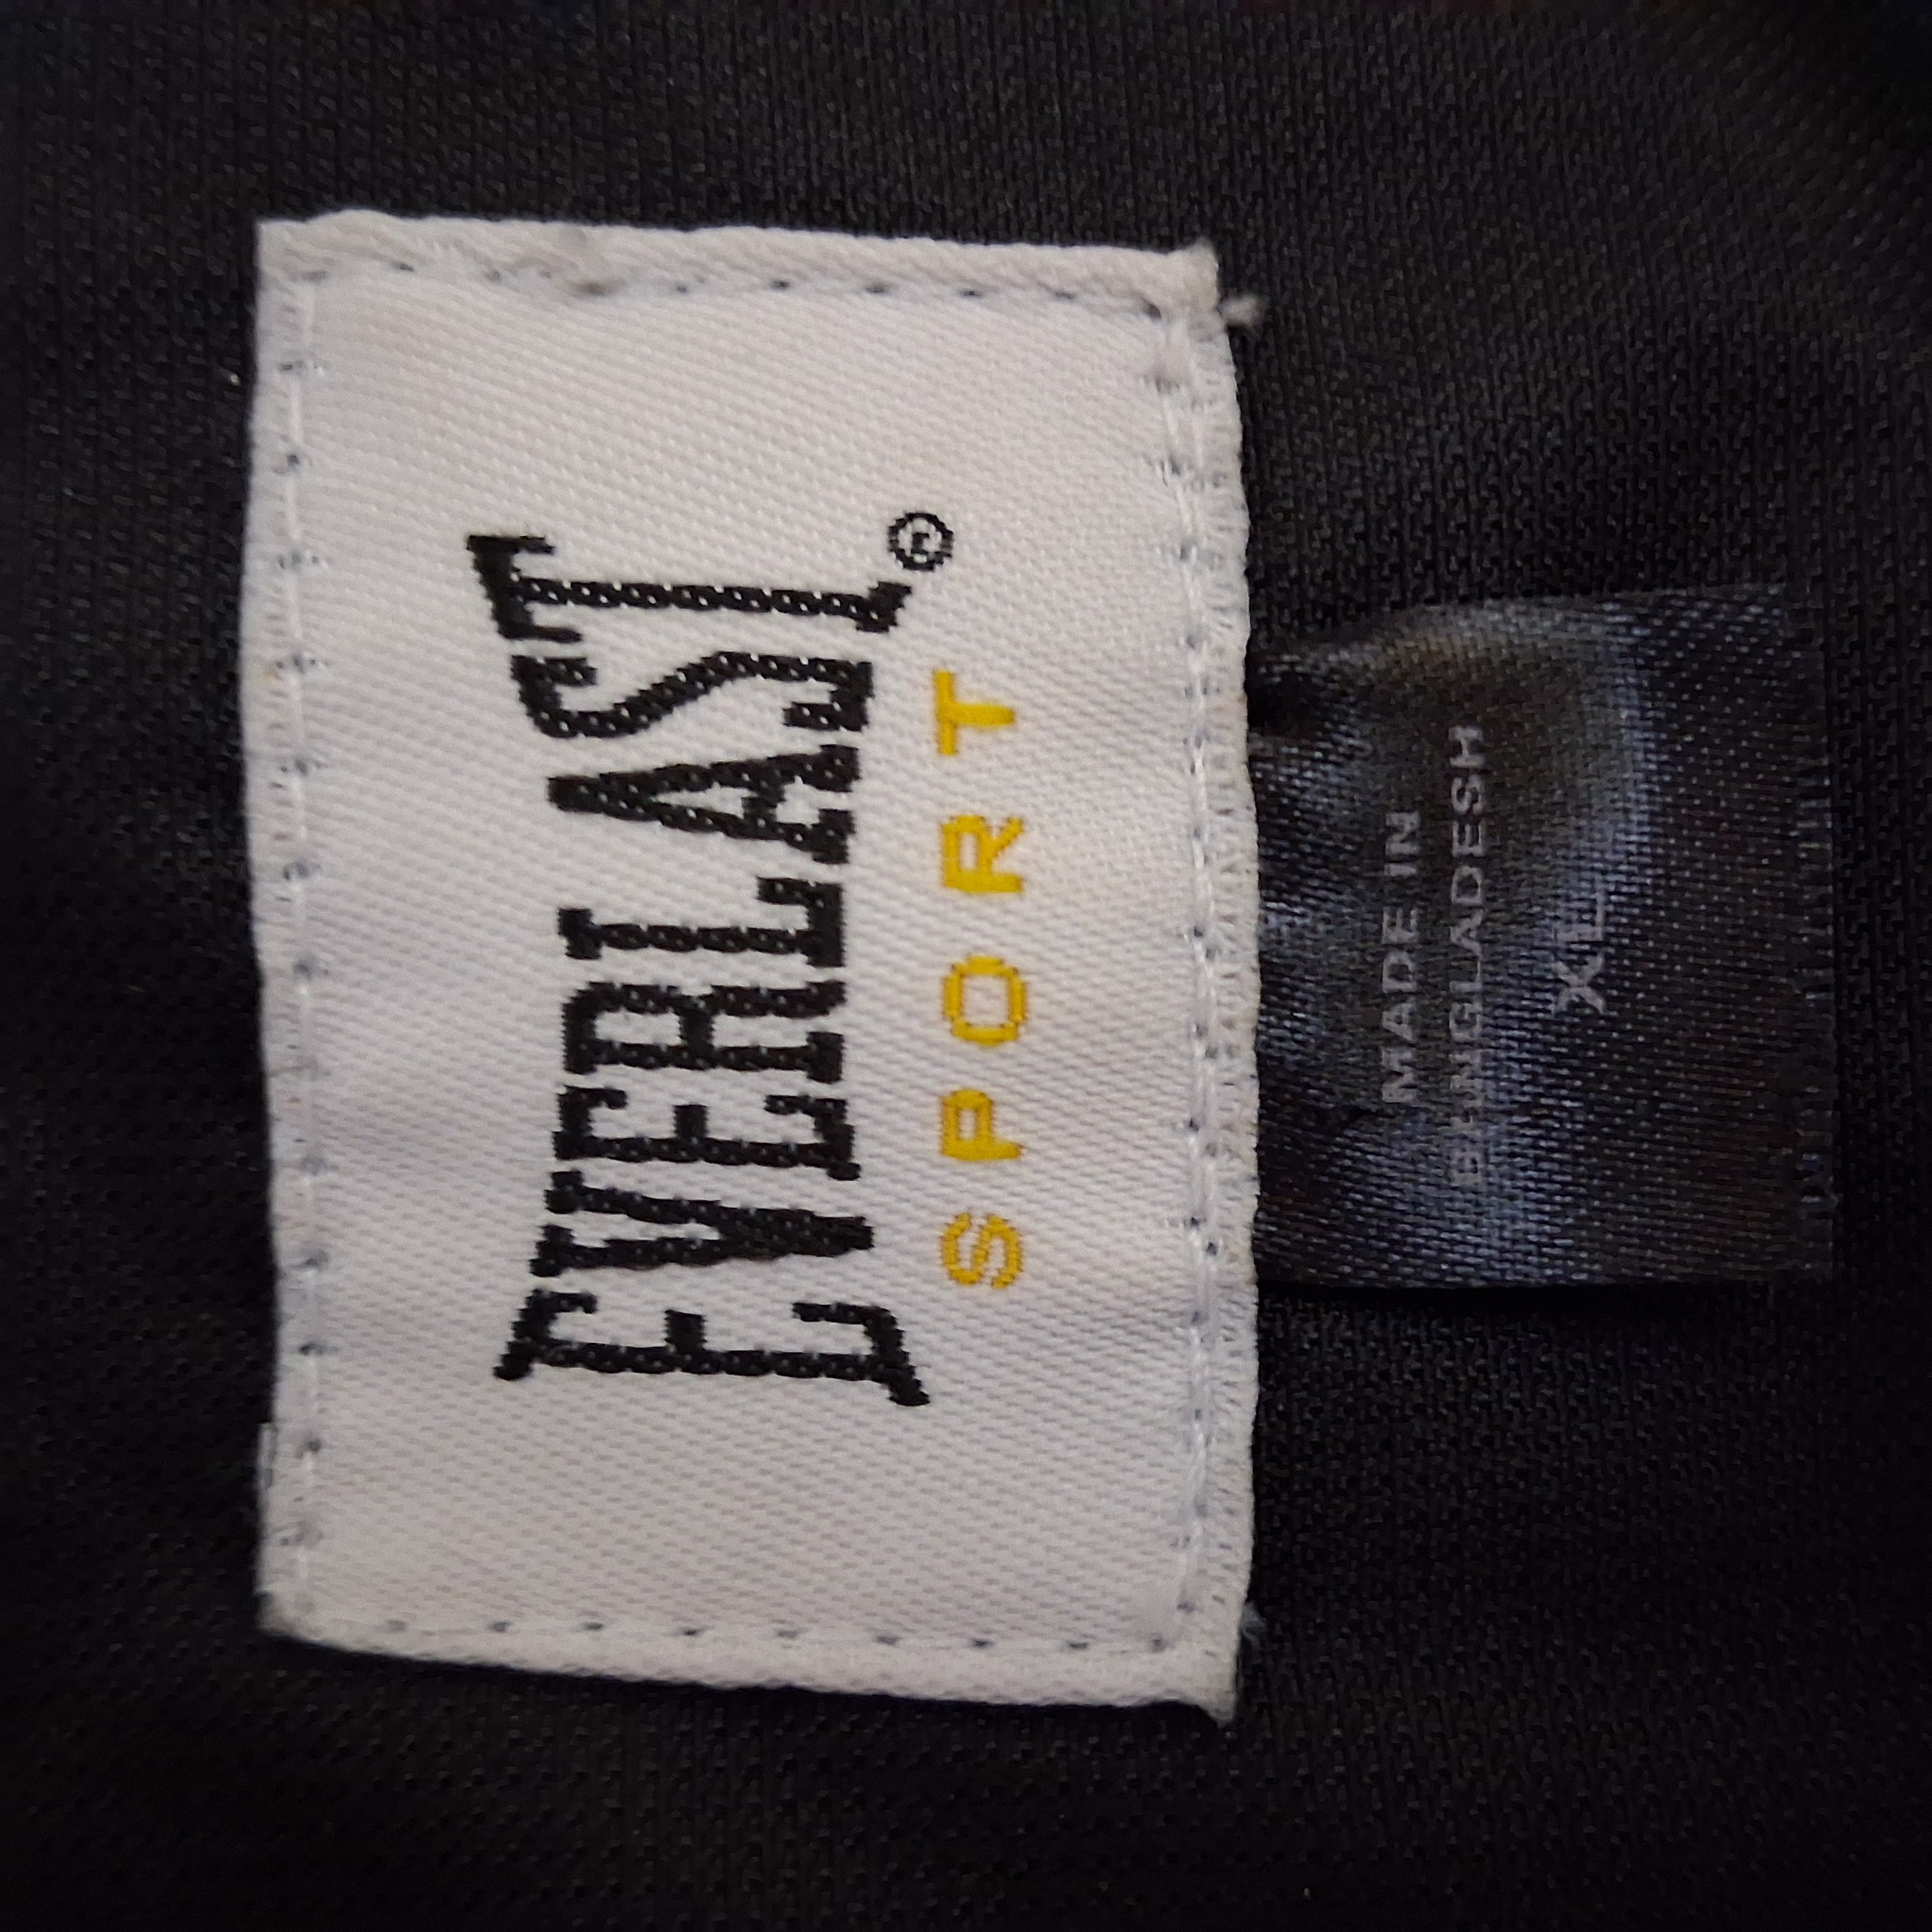 EVERLAST®
SPORT
MADE IN
BANGLADESH
XL